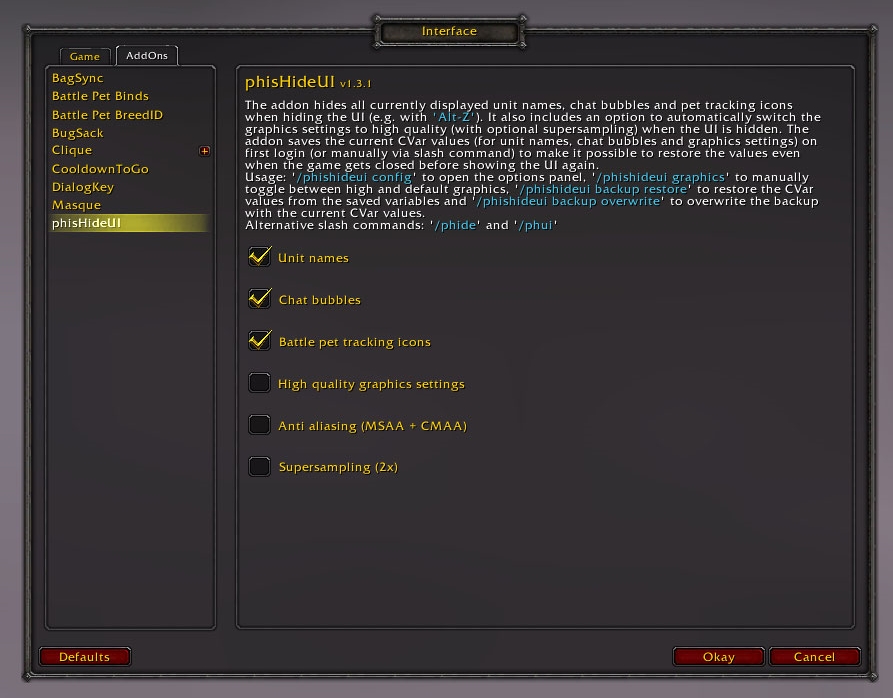 Interface
Game
AddOns
BagSync
Battle Pet Binds
Battle Pet BreedID
BugSack
Clique
CooldownToGo
DialogKey
Masque
phisHideUI
phisHideUI v1.3.1
The addon hides all currently displayed unit names, chat bubbles and pet tracking icons
when hiding the UI (e.g. with 'Alt-Z'). It also includes an option to automatically switch the
graphics settings to high quality (with optional supersampling) when the UI is hidden. The
addon saves the current CVar values (for unit names, chat bubbles and graphics settings) on
first login (or manually via slash command) to make it possible to restore the values even
when the game gets closed before showing the UI again.
Usage: '/phishideui config' to open the options panel, '/phishideui graphics' to manually
toggle between high and default graphics, '/phishideui backup restore' to restore the CVar
values from the saved variables and '/phishideui backup overwrite' to overwrite the backup
with the current CVar values.
Alternative slash commands: '/phide' and '/phui'
Unit names
Chat bubbles
Battle pet tracking icons
High quality graphics settings
Anti aliasing (MSAA + CMAA)
Supersampling (2x)
Defaults
Okay
Cancel